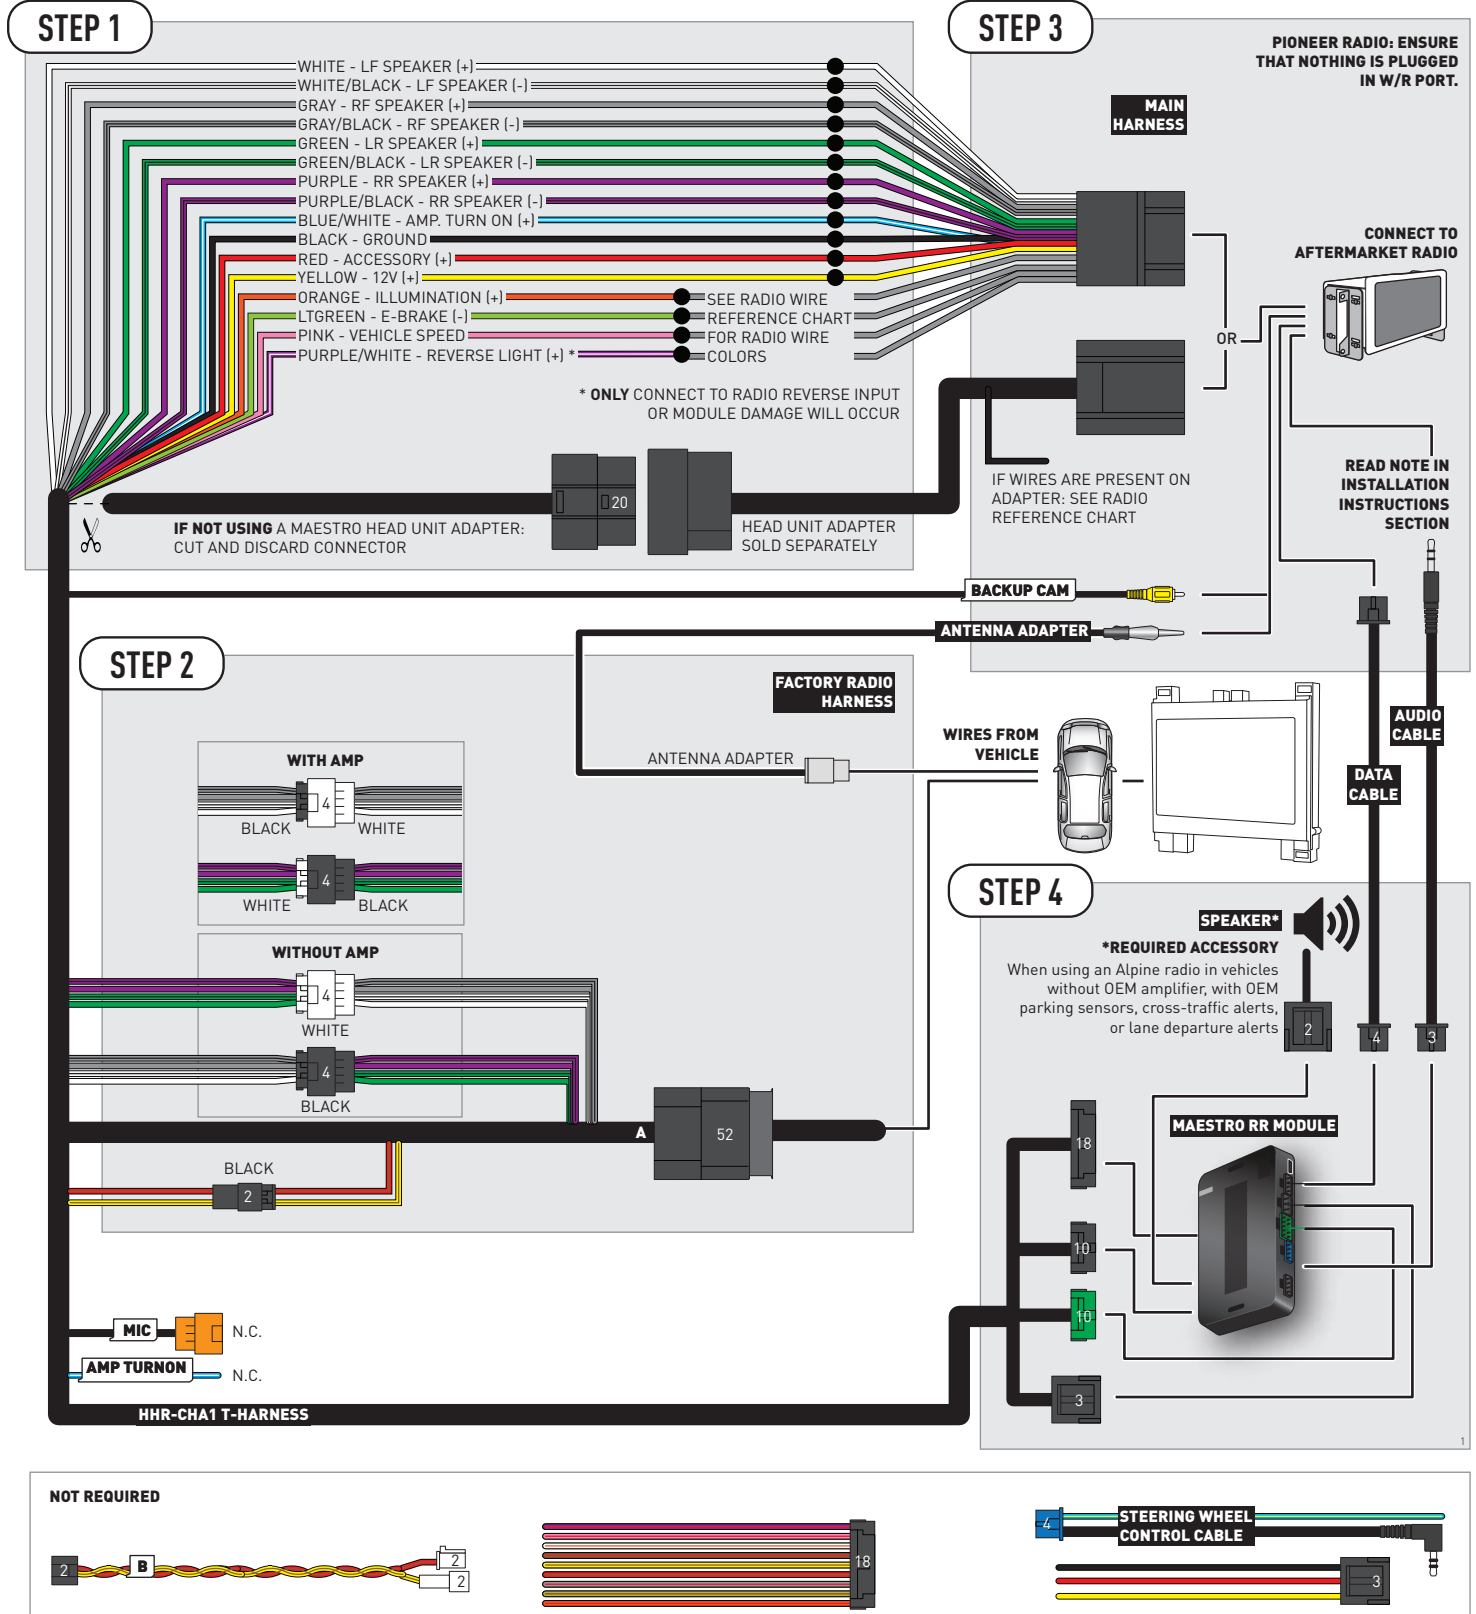 STEP 1
WHITE - LF SPEAKER (+)
WHITE/BLACK - LF SPEAKER (-)
GRAY - RF SPEAKER (+)
GRAY/BLACK - RF SPEAKER (-)
GREEN - LR SPEAKER (+)
GREEN/BLACK - LR SPEAKER (-)
PURPLE - RR SPEAKER (+)
PURPLE/BLACK - RR SPEAKER (-)
BLUE/WHITE - AMP. TURN ON (+)
BLACK - GROUND
RED - ACCESSORY (+)
YELLOW - 12V (+)
ORANGE - ILLUMINATION (+)
LTGREEN - E-BRAKE (-)
PINK - VEHICLE SPEED
PURPLE/WHITE - REVERSE LIGHT (+) *
SEE RADIO WIRE
REFERENCE CHART
FOR RADIO WIRE
COLORS
* ONLY CONNECT TO RADIO REVERSE INPUT
OR MODULE DAMAGE WILL OCCUR
20
IF NOT USING A MAESTRO HEAD UNIT ADAPTER:
CUT AND DISCARD CONNECTOR
HEAD UNIT ADAPTER
SOLD SEPARATELY
STEP 3
PIONEER RADIO: ENSURE
THAT NOTHING IS PLUGGED
IN W/R PORT.
MAIN
HARNESS
CONNECT TO
AFTERMARKET RADIO
OR
IF WIRES ARE PRESENT ON
ADAPTER: SEE RADIO
REFERENCE CHART
READ NOTE IN
INSTALLATION
INSTRUCTIONS
SECTION
BACKUP CAM
ANTENNA ADAPTER
STEP 2
FACTORY RADIO
HARNESS
WITH AMP
4
BLACK
WHITE
4
WHITE
BLACK
WITHOUT AMP
4
WHITE
4
BLACK
ANTENNA ADAPTER
WIRES FROM
VEHICLE
A
52
BLACK
2
AUDIO
CABLE
DATA
CABLE
STEP 4
SPEAKER*
*REQUIRED ACCESSORY
When using an Alpine radio in vehicles
without OEM amplifier, with OEM
parking sensors, cross-traffic alerts,
or lane departure alerts
2
4
3
MAESTRO RR MODULE
18
10
10
3
1
MIC
N.C.
AMP TURNON
N.C.
HHR-CHA1 T-HARNESS
NOT REQUIRED
2
B
2
2
18
4
STEERING WHEEL
CONTROL CABLE
3